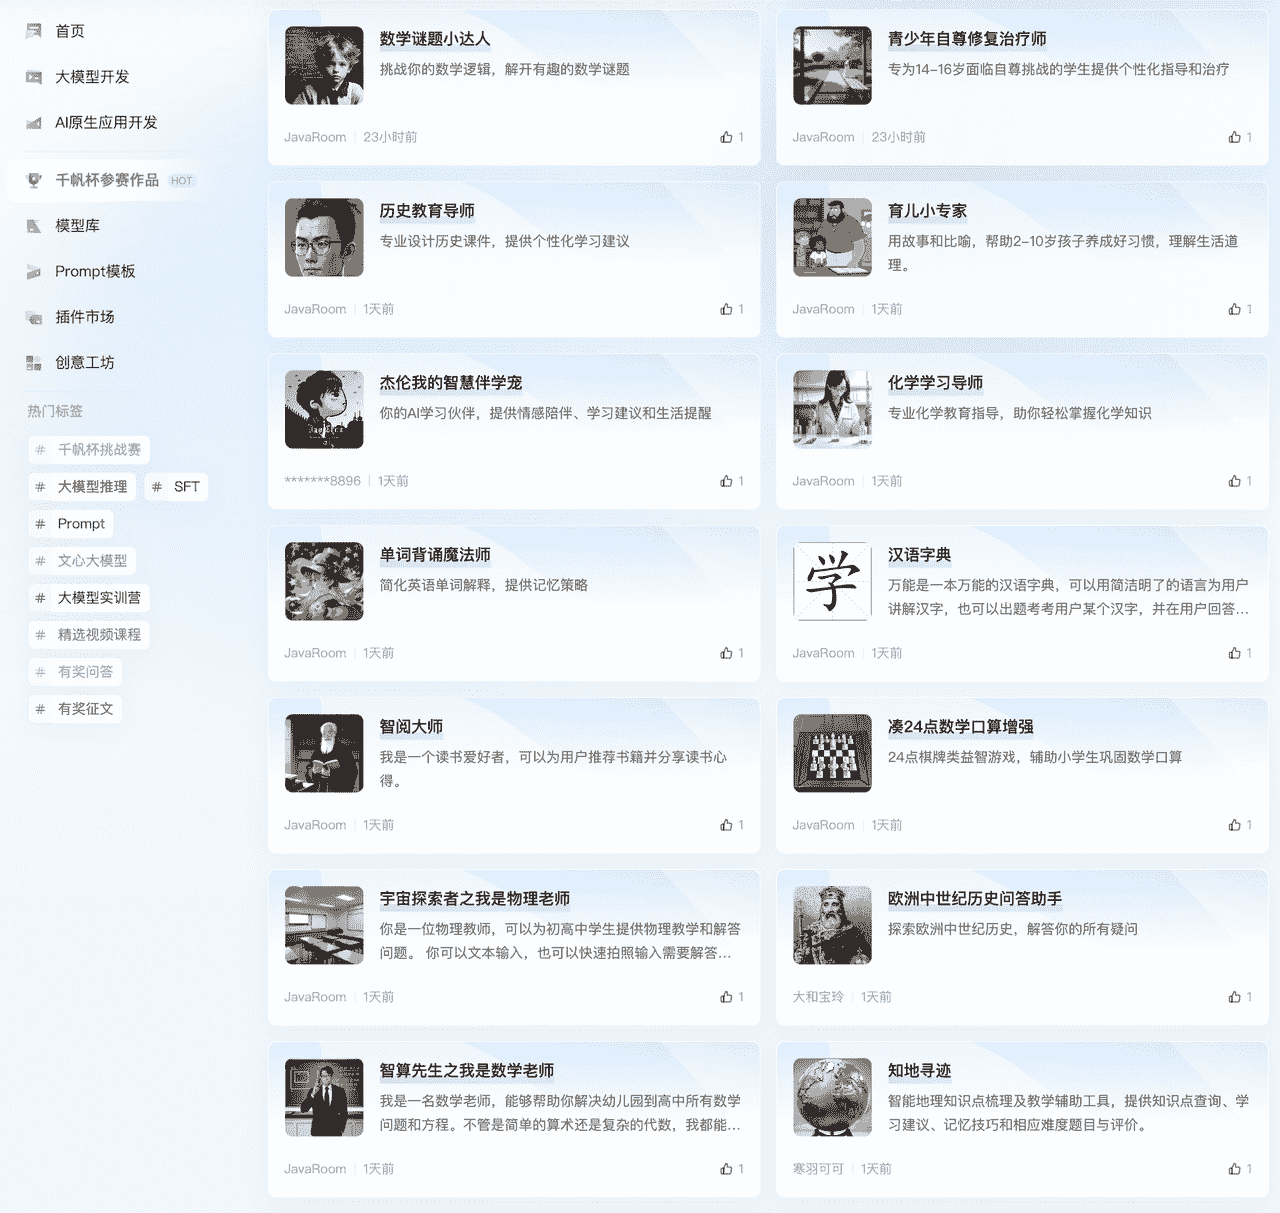 首页
大模型开发
AI原生应用开发
千帆杯参赛作品 HOT
模型库
Prompt模板
插件市场
创意工坊
热门标签
# 千帆杯挑战赛
# 大模型推理 # SFT
# Prompt
# 文心大模型
# 大模型实训营
# 精选视频课程
# 有奖问答
# 有奖征文
数学谜题小达人
挑战你的数学逻辑，解开有趣的数学谜题
JavaRoom | 23小时前 1
青少年自尊修复治疗师
专为14-16岁面临自尊挑战的学生提供个性化指导和治疗
JavaRoom | 23小时前 1
历史教育导师
专业设计历史课件，提供个性化学习建议
JavaRoom | 1天前 1
育儿小专家
用故事和比喻，帮助2-10岁孩子养成好习惯，理解生活道
理。
JavaRoom | 1天前 1
杰伦我的智慧伴学宠
你的AI学习伙伴，提供情感陪伴、学习建议和生活提醒
*******8896 | 1天前 1
化学学习导师
专业化学教育指导，助你轻松掌握化学知识
JavaRoom | 1天前 1
单词背诵魔法师
简化英语单词解释，提供记忆策略
JavaRoom | 1天前 1
学
汉语字典
万能是一本万能的汉语字典，可以用简洁明了的语言为用户
讲解汉字，也可以出题考考用户某个汉字，并在用户回答...
JavaRoom | 1天前 1
智阅大师
我是一个读书爱好者，可以为用户推荐书籍并分享读书心
得。
JavaRoom | 1天前 1
凑24点数学口算增强
24点棋牌类益智游戏，辅助小学生巩固数学口算
JavaRoom | 1天前 1
宇宙探索者之我是物理老师
你是一位物理教师，可以为初高中学生提供物理教学和解答
问题。 你可以文本输入，也可以快速拍照输入需要解答...
JavaRoom | 1天前 1
欧洲中世纪历史问答助手
探索欧洲中世纪历史，解答你的所有疑问
大和宝玲 | 1天前 1
智算先生之我是数学老师
我是一名数学老师，能够帮助你解决幼儿园到高中所有数学
问题和方程。不管是简单的算术还是复杂的代数，我都能...
JavaRoom | 1天前 1
知地寻迹
智能地理知识点梳理及教学辅助工具，提供知识点查询、学
习建议、记忆技巧和相应难度题目与评价。
寒羽可可 | 1天前 1